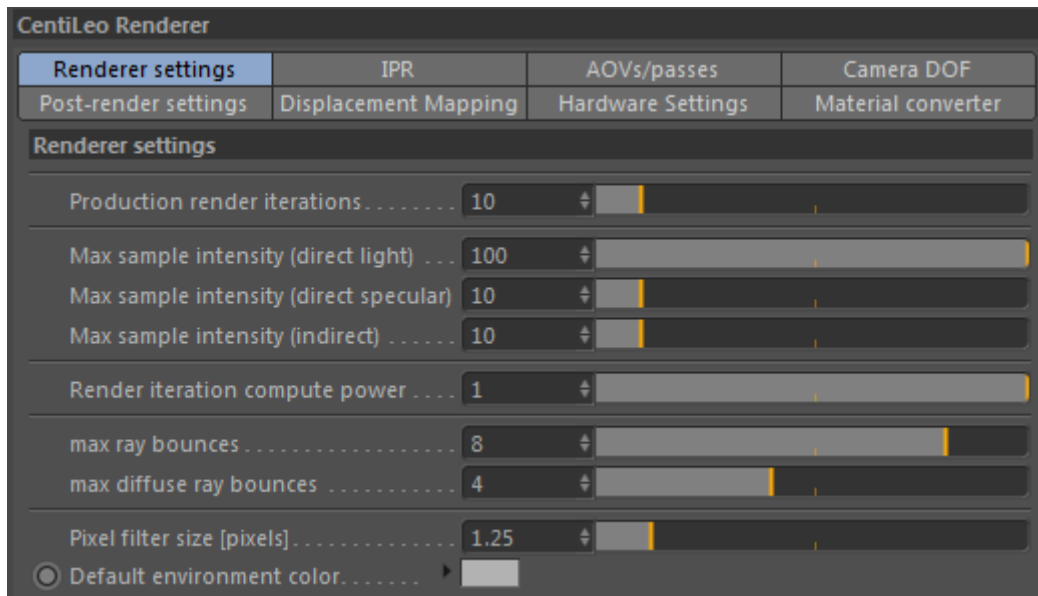 CentiLeo Renderer
Renderer settings IPR AOVs/passes Camera DOF
Post-render settings Displacement Mapping Hardware Settings Material converter
Renderer settings
Production render iterations........ 10
Max sample intensity (direct light) ... 100
Max sample intensity (direct specular) 10
Max sample intensity (indirect) ...... 10
Render iteration compute power .... 1
max ray bounces.................. 8
max diffuse ray bounces ........... 4
Pixel filter size [pixels].............. 1.25
Default environment color.......